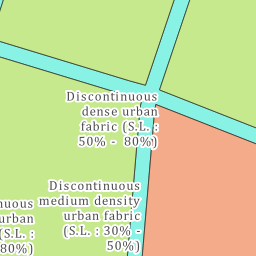 Discontinuous
dense urban
fabric (S.L. :
50% -  80%)
Discontinuous
medium density
urban fabric
(S.L. : 30% -
50%)
nuous
urban
(S.L. :
80%)